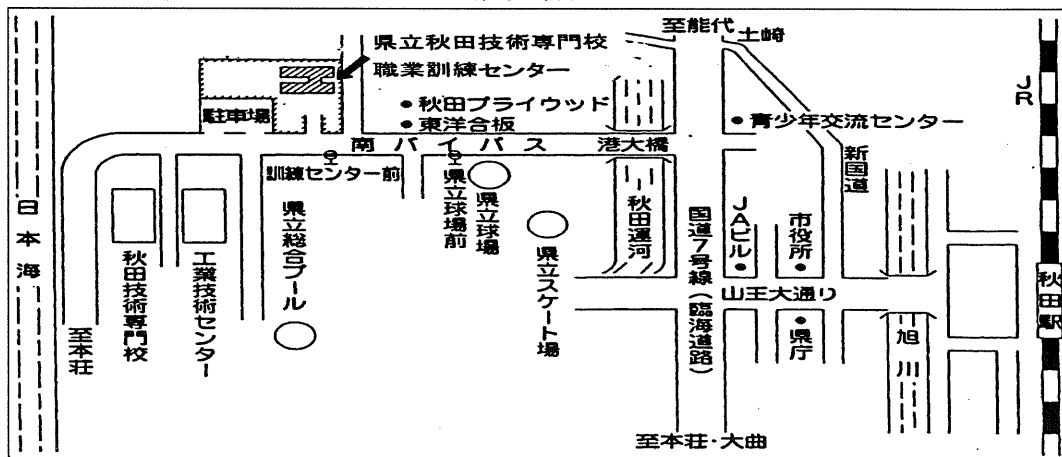 至能代
土崎
県立秋田技術専門校
職業訓練センター
JR
駐車場
秋田プライウッド
東洋合板
青少年交流センター
南バイパス
港大橋
訓練センター前
県立球場前
県立球場
新国道
日本海
秋田技術専門校
工業技術センター
県立総合プール
県立スケート場
秋田運河
国道7号線(臨海道路)
JAビル
市役所
山王大通り
県庁
旭川
秋田駅
至本荘
至本荘・大曲